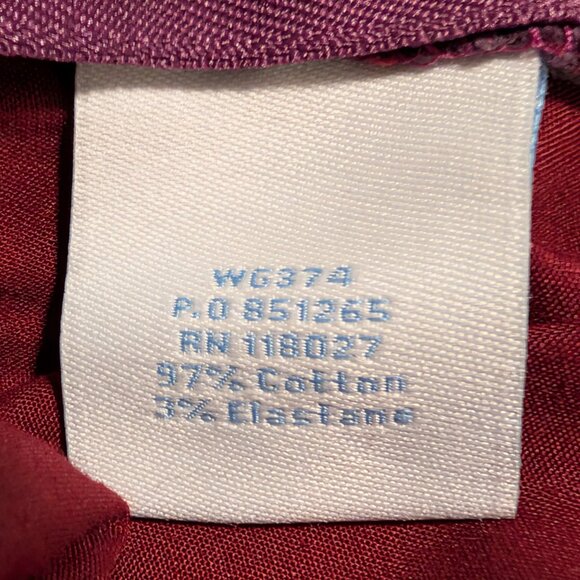 WG374
P.O 851265
RN 118027
97% Cotton
3% Elastane